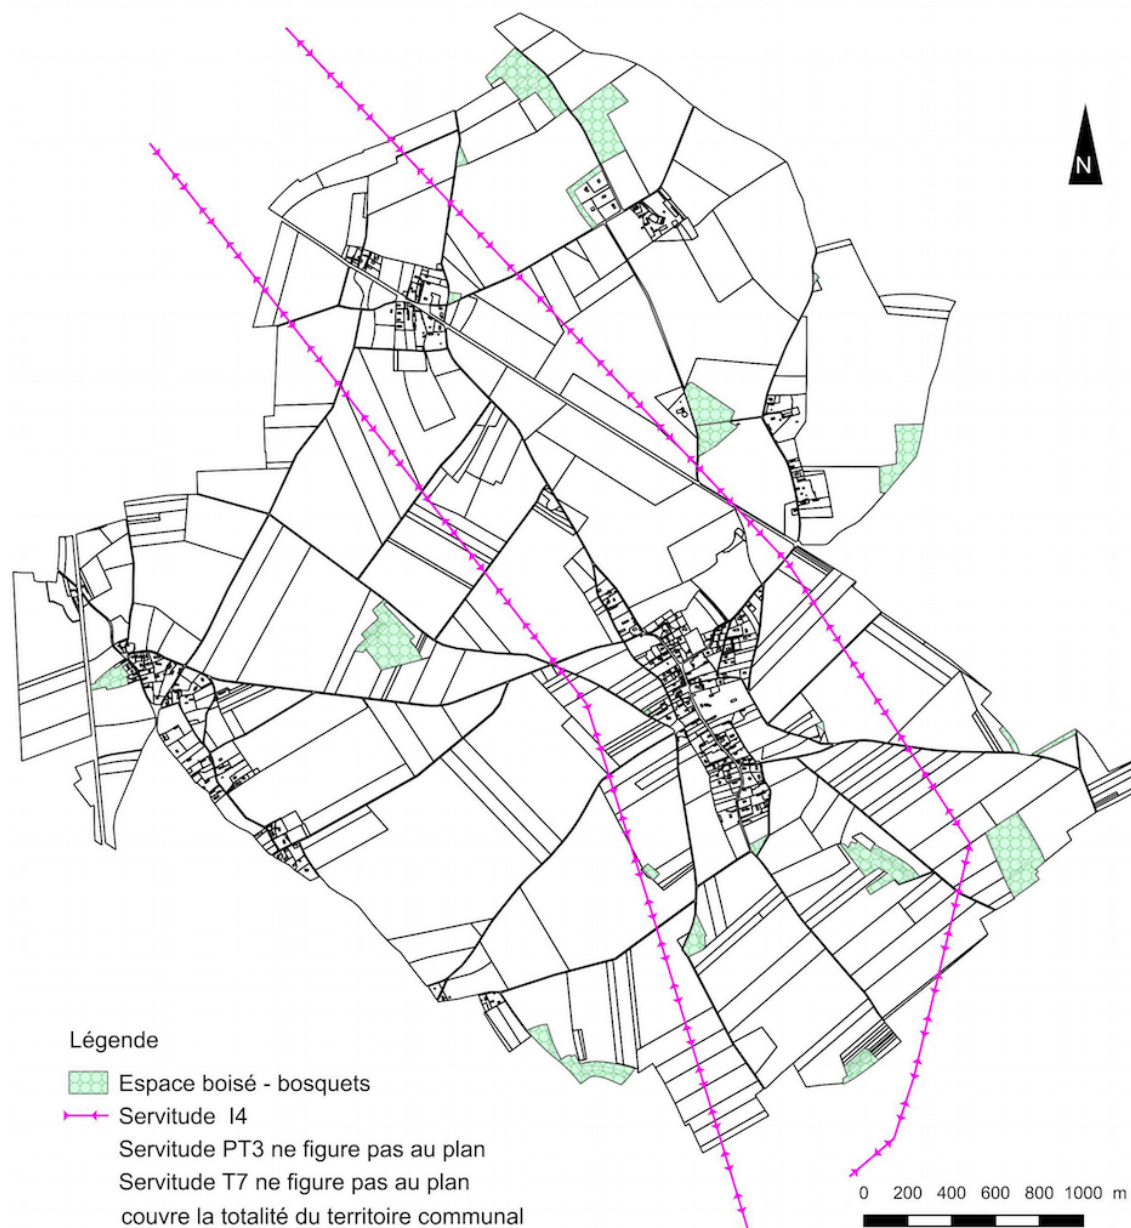 N
Légende
Espace boisé - bosquets
Servitude I4
Servitude PT3 ne figure pas au plan
Servitude T7 ne figure pas au plan
couvre la totalité du territoire communal
0 200 400 600 800 1000 m